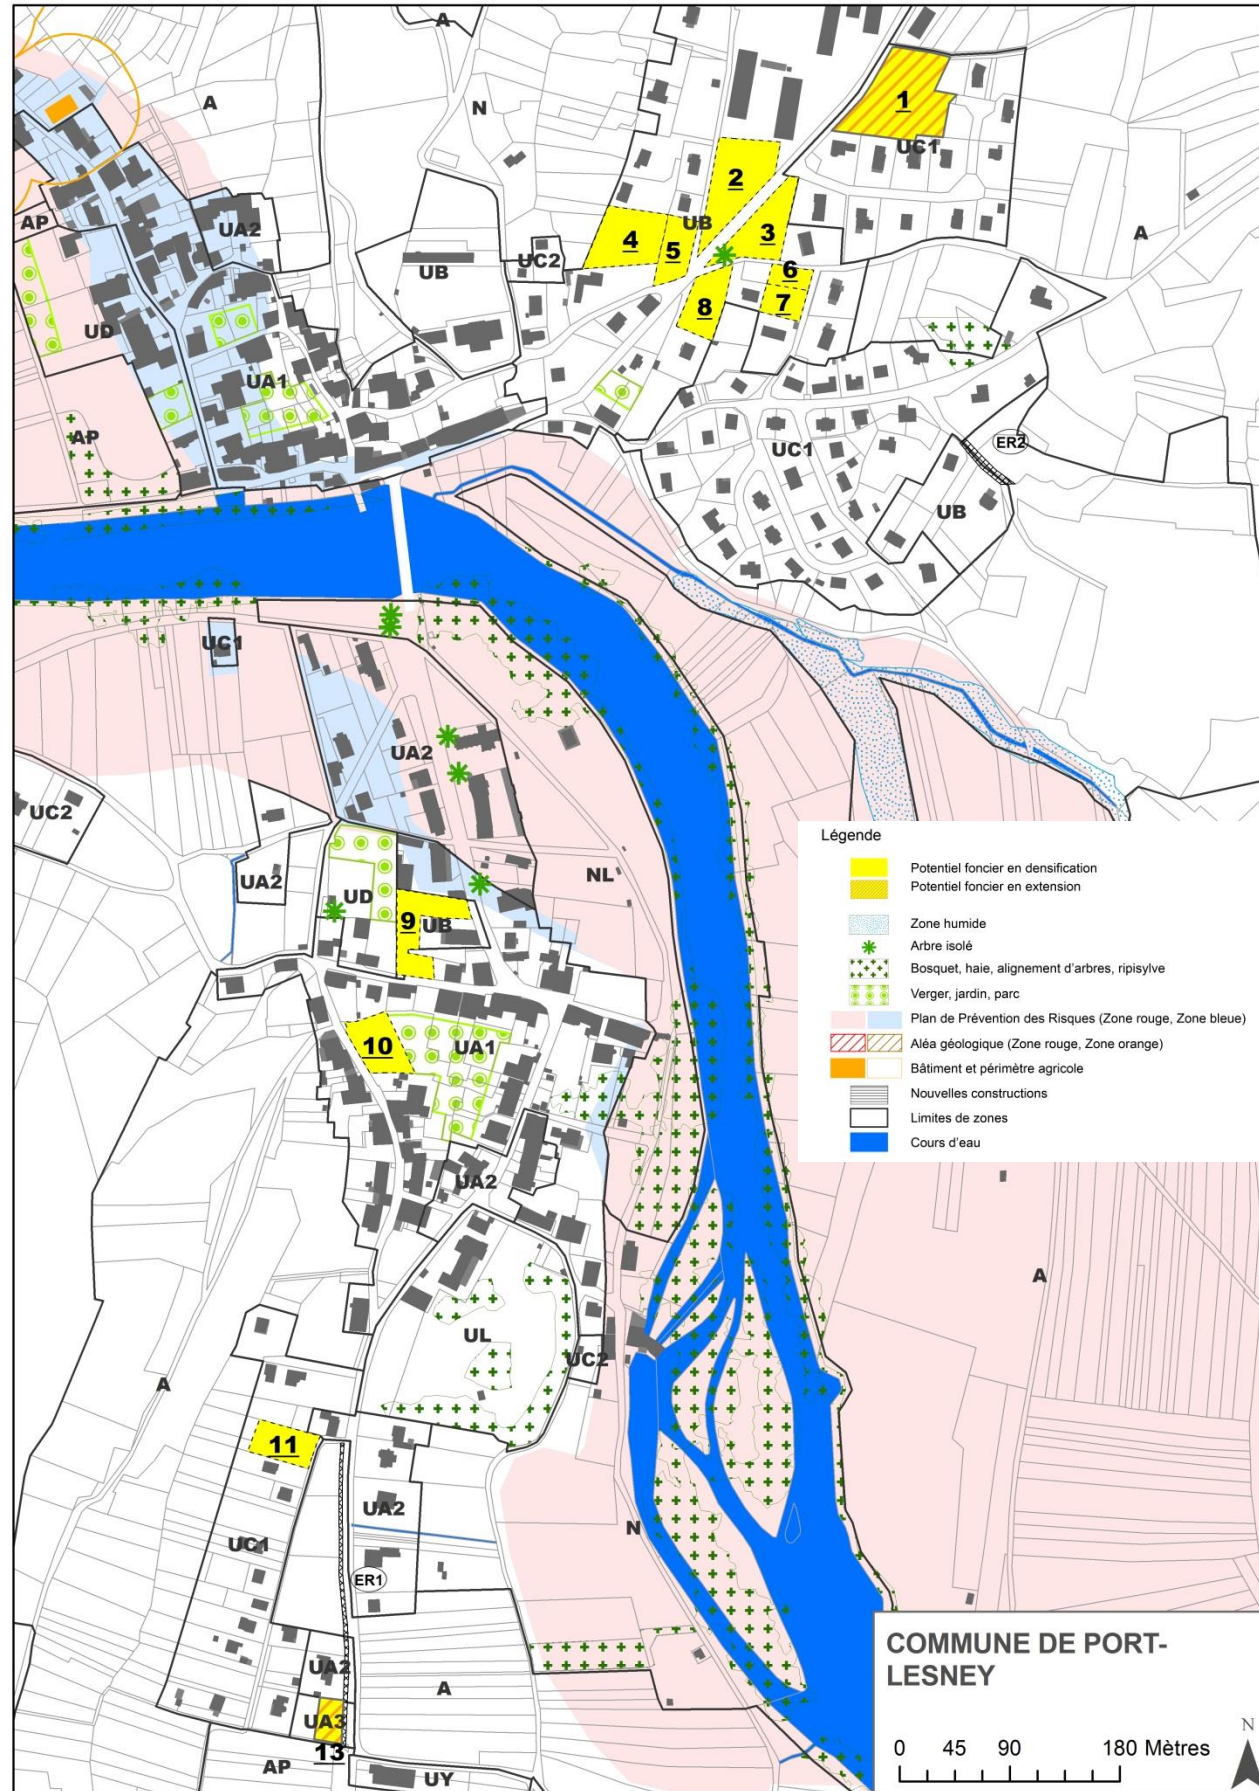 A
A
N
1
UC1
2
UB
3
4
5
6
7
8
A
AP
UA2
UB
UC2
UD
UA1
AP
UC1
ER2
UB
UC1
UA2
UC2
UA2
UD
9
UB
NL
10
UA1
UA2
UL
UC2
A
A
11
UA2
UC1
N
ER1
UA2
A
UA3
13
AP
UY
Légende
Potentiel foncier en densification
Potentiel foncier en extension
Zone humide
Arbre isolé
Bosquet, haie, alignement d'arbres, ripisylve
Verger, jardin, parc
Plan de Prévention des Risques (Zone rouge, Zone bleue)
Aléa géologique (Zone rouge, Zone orange)
Bâtiment et périmètre agricole
Nouvelles constructions
Limites de zones
Cours d'eau
COMMUNE DE PORT-
LESNEY
N
0 45 90 180 Mètres